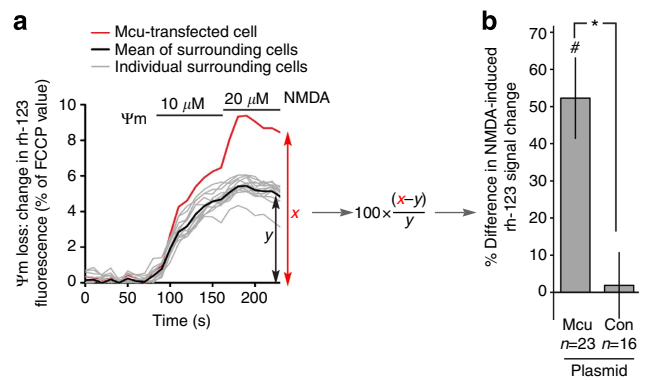 a
Mcu-transfected cell
Mean of surrounding cells
Individual surrounding cells
Ψm
10 μM
20 μM
NMDA
Ψm loss: change in rh-123
fluorescence (% of FCCP value)
10
8
6
4
2
0
0
50
100
150
200
Time (s)
x
y
100×(x–y)/y
b
% Difference in NMDA-induced
rh-123 signal change
70
60
50
40
30
20
10
0
*
#
Mcu Con
n=23 n=16
Plasmid